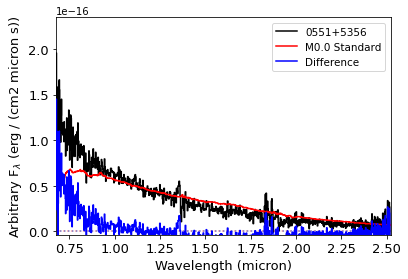 1e−16
0551+5356
M0.0 Standard
Difference
Arbitrary Fλ (erg / (cm2 micron s))
2.0
1.5
1.0
0.5
0.0
0.75 1.00 1.25 1.50 1.75 2.00 2.25 2.50
Wavelength (micron)